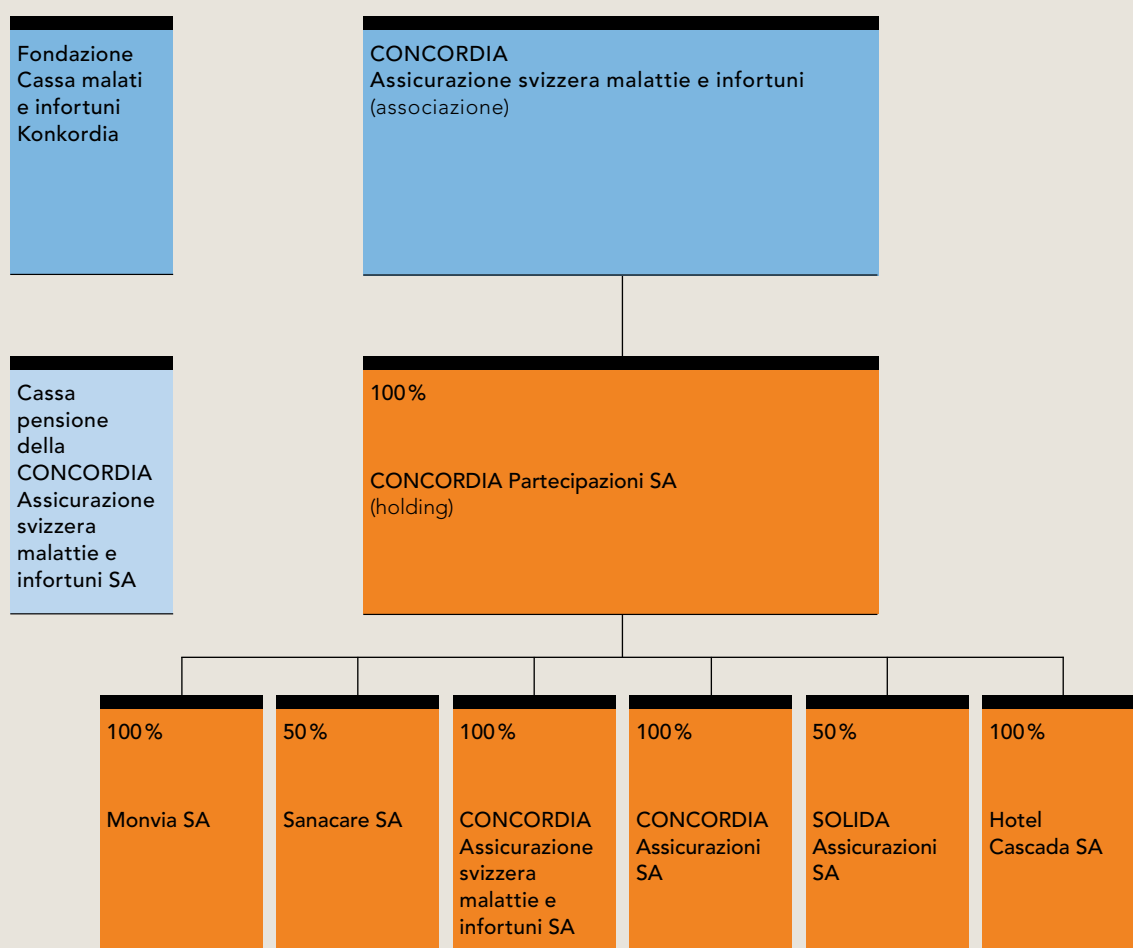 Fondazione
Cassa malati
e infortuni
Konkordia
CONCORDIA
Assicurazione svizzera malattie e infortuni
(associazione)
Cassa
pensione
della
CONCORDIA
Assicurazione
svizzera
malattie e
infortuni SA
100 %
CONCORDIA Partecipazioni SA
(holding)
100 %
Monvia SA
50 %
Sanacare SA
100 %
CONCORDIA
Assicurazione
svizzera
malattie e
infortuni SA
100 %
CONCORDIA
Assicurazioni
SA
50 %
SOLIDA
Assicurazioni
SA
100 %
Hotel
Cascada SA